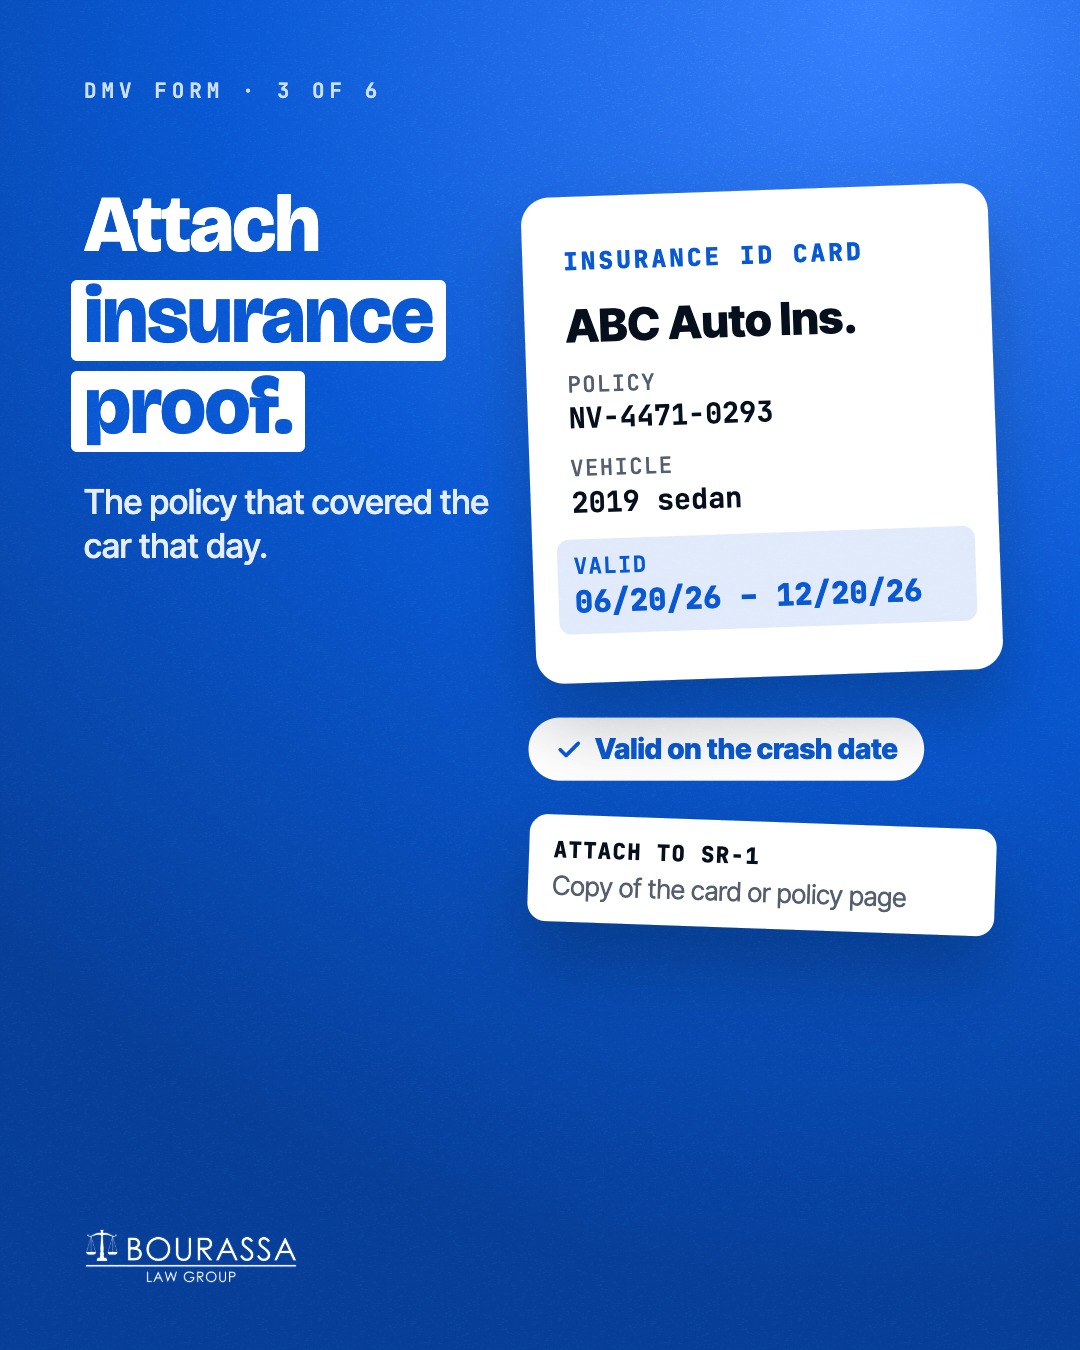 DMV FORM · 3 OF 6
Attach
insurance
proof.
The policy that covered the
car that day.
INSURANCE ID CARD
ABC Auto Ins.
POLICY
NV-4471-0293
VEHICLE
2019 sedan
VALID
06/20/26 – 12/20/26
Valid on the crash date
ATTACH TO SR-1
Copy of the card or policy page
BOURASSA
LAW GROUP